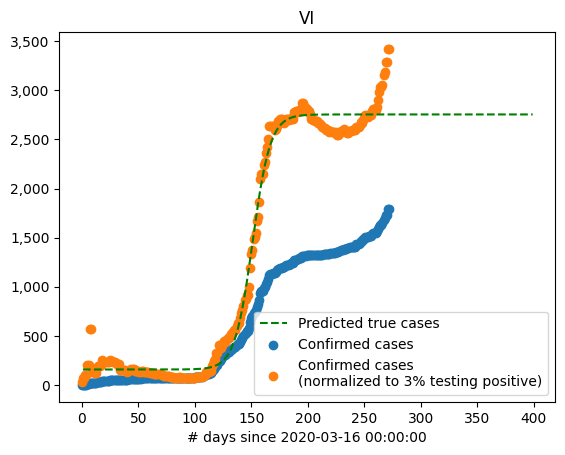 VI
3,500
3,000
2,500
2,000
1,500
1,000
500
0
0 50 100 150 200 250 300 350 400
# days since 2020-03-16 00:00:00
Predicted true cases
Confirmed cases
Confirmed cases
(normalized to 3% testing positive)